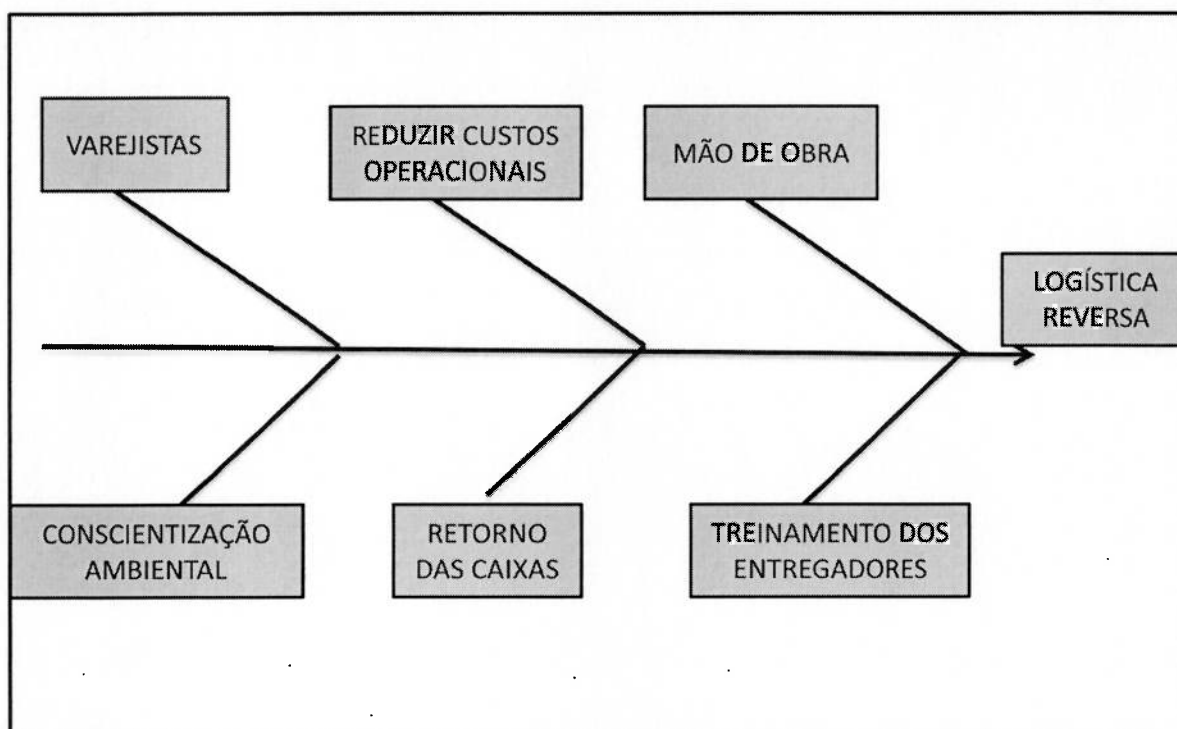 VAREJISTAS
REDUZIR CUSTOS
OPERACIONAIS
MÃO DE OBRA
LOGÍSTICA
REVERSA
CONSCIENTIZAÇÃO
AMBIENTAL
RETORNO
DAS CAIXAS
TREINAMENTO DOS
ENTREGADORES